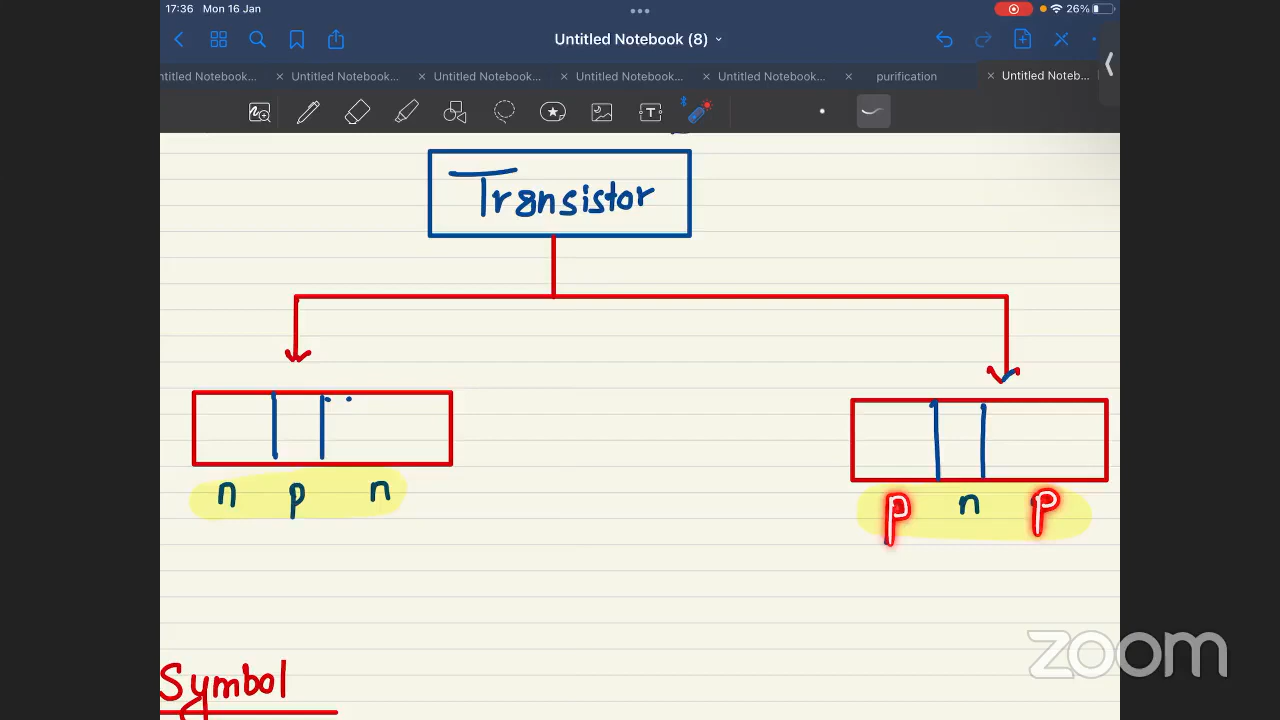 17:36 Mon 16 Jan
26%
Untitled Notebook (8)
ntitled Notebook...
Untitled Notebook...
Untitled Notebook...
Untitled Notebook...
Untitled Notebook...
purification
Untitled Noteb...
T
Transistor
n p n
p n p
Symbol
zoom